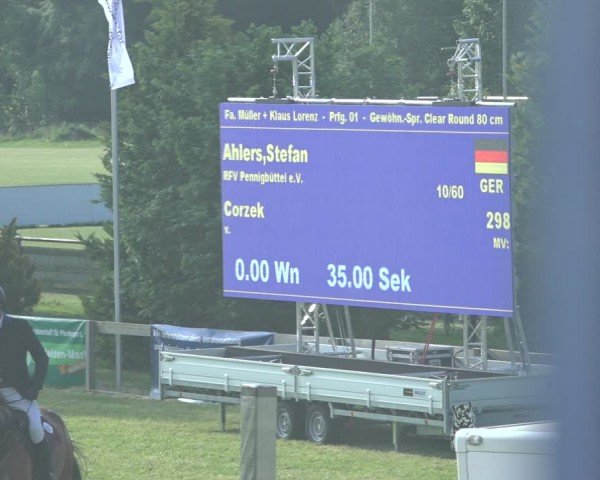 Fa. Müller + Klaus Lorenz - Prfg. 01 - Gewöhn.-Spr. Clear Round 80 cm
Ahlers,Stefan
RFV Pennigbüttel e.V.
10/60 GER
Corzek 298
v. MV:
0.00 Wn 35.00 Sek